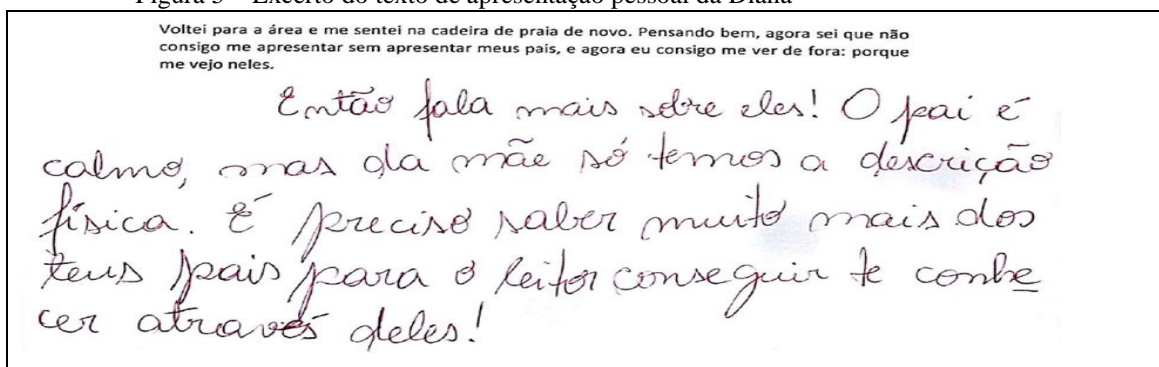 Figura 3 – Excerto do texto de apresentação pessoal da Diana
Voltei para a área e me sentei na cadeira de praia de novo. Pensando bem, agora sei que não
consigo me apresentar sem apresentar meus pais, e agora eu consigo me ver de fora: porque
me vejo neles.
Então fala mais sobre eles! O pai é
calmo, mas da mãe só temos a descrição
física. É preciso saber muito mais dos
teus pais para o leitor conseguir te conhe
cer através deles!